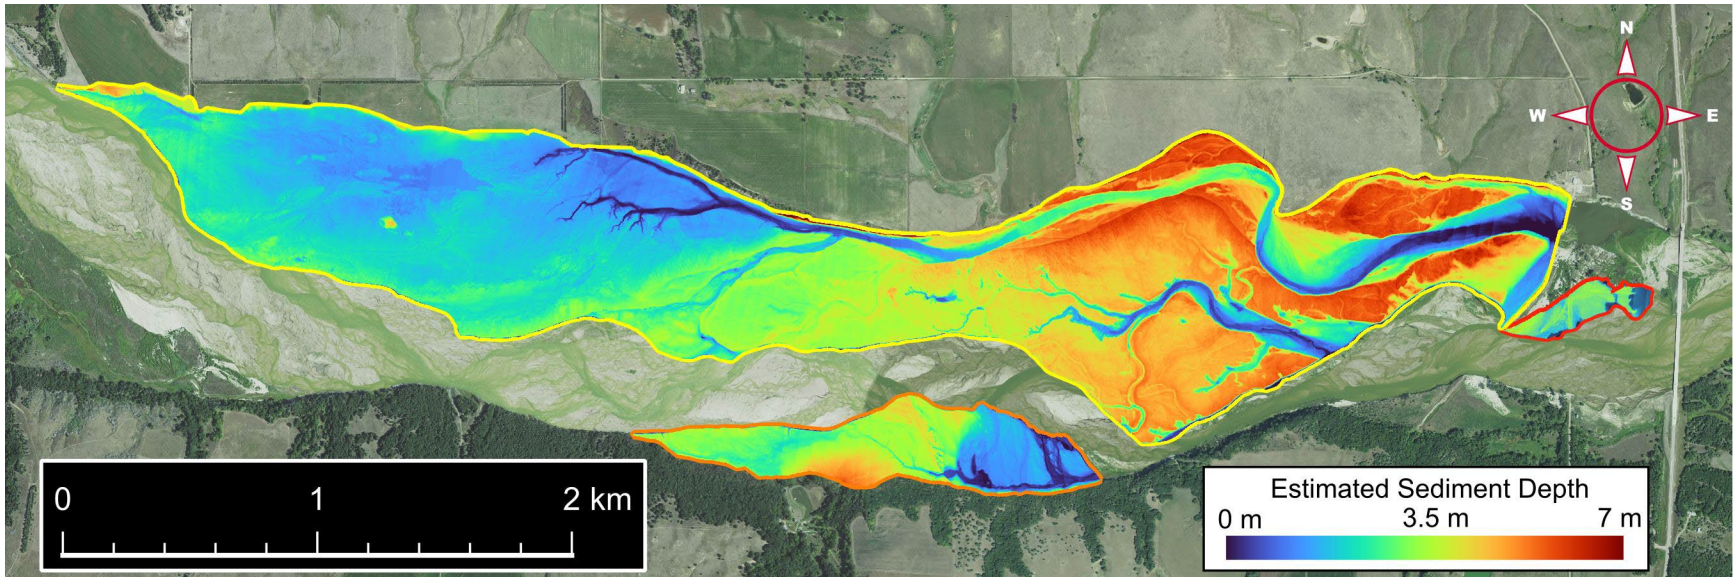 N
W E
S
0 1 2 km
Estimated Sediment Depth
0 m 3.5 m 7 m